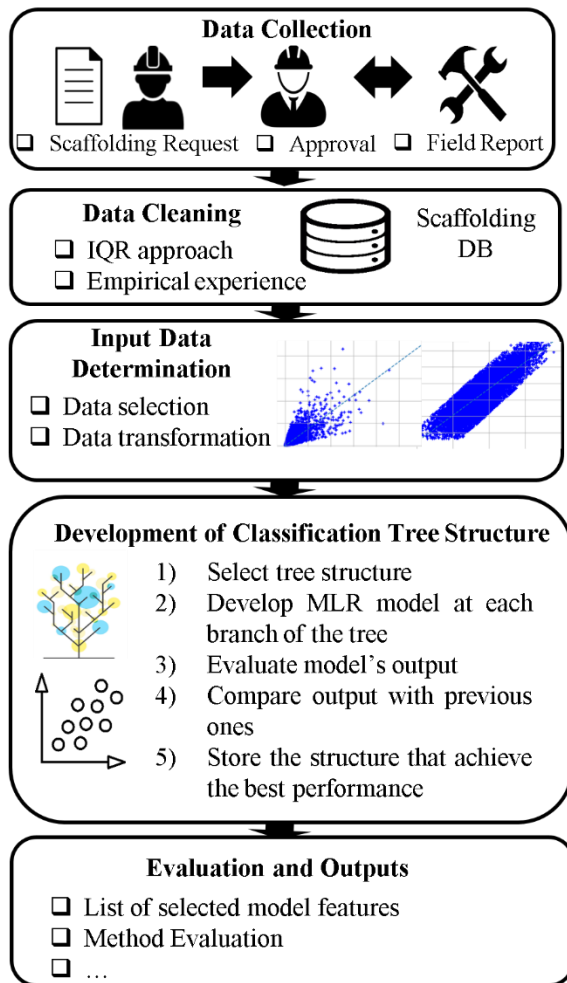 Data Collection
❑ Scaffolding Request ❑ Approval ❑ Field Report
Data Cleaning
❑ IQR approach
❑ Empirical experience
Scaffolding
DB
Input Data
Determination
❑ Data selection
❑ Data transformation
Development of Classification Tree Structure
1) Select tree structure
2) Develop MLR model at each
branch of the tree
3) Evaluate model's output
4) Compare output with previous
ones
5) Store the structure that achieve
the best performance
Evaluation and Outputs
❑ List of selected model features
❑ Method Evaluation
❑ …